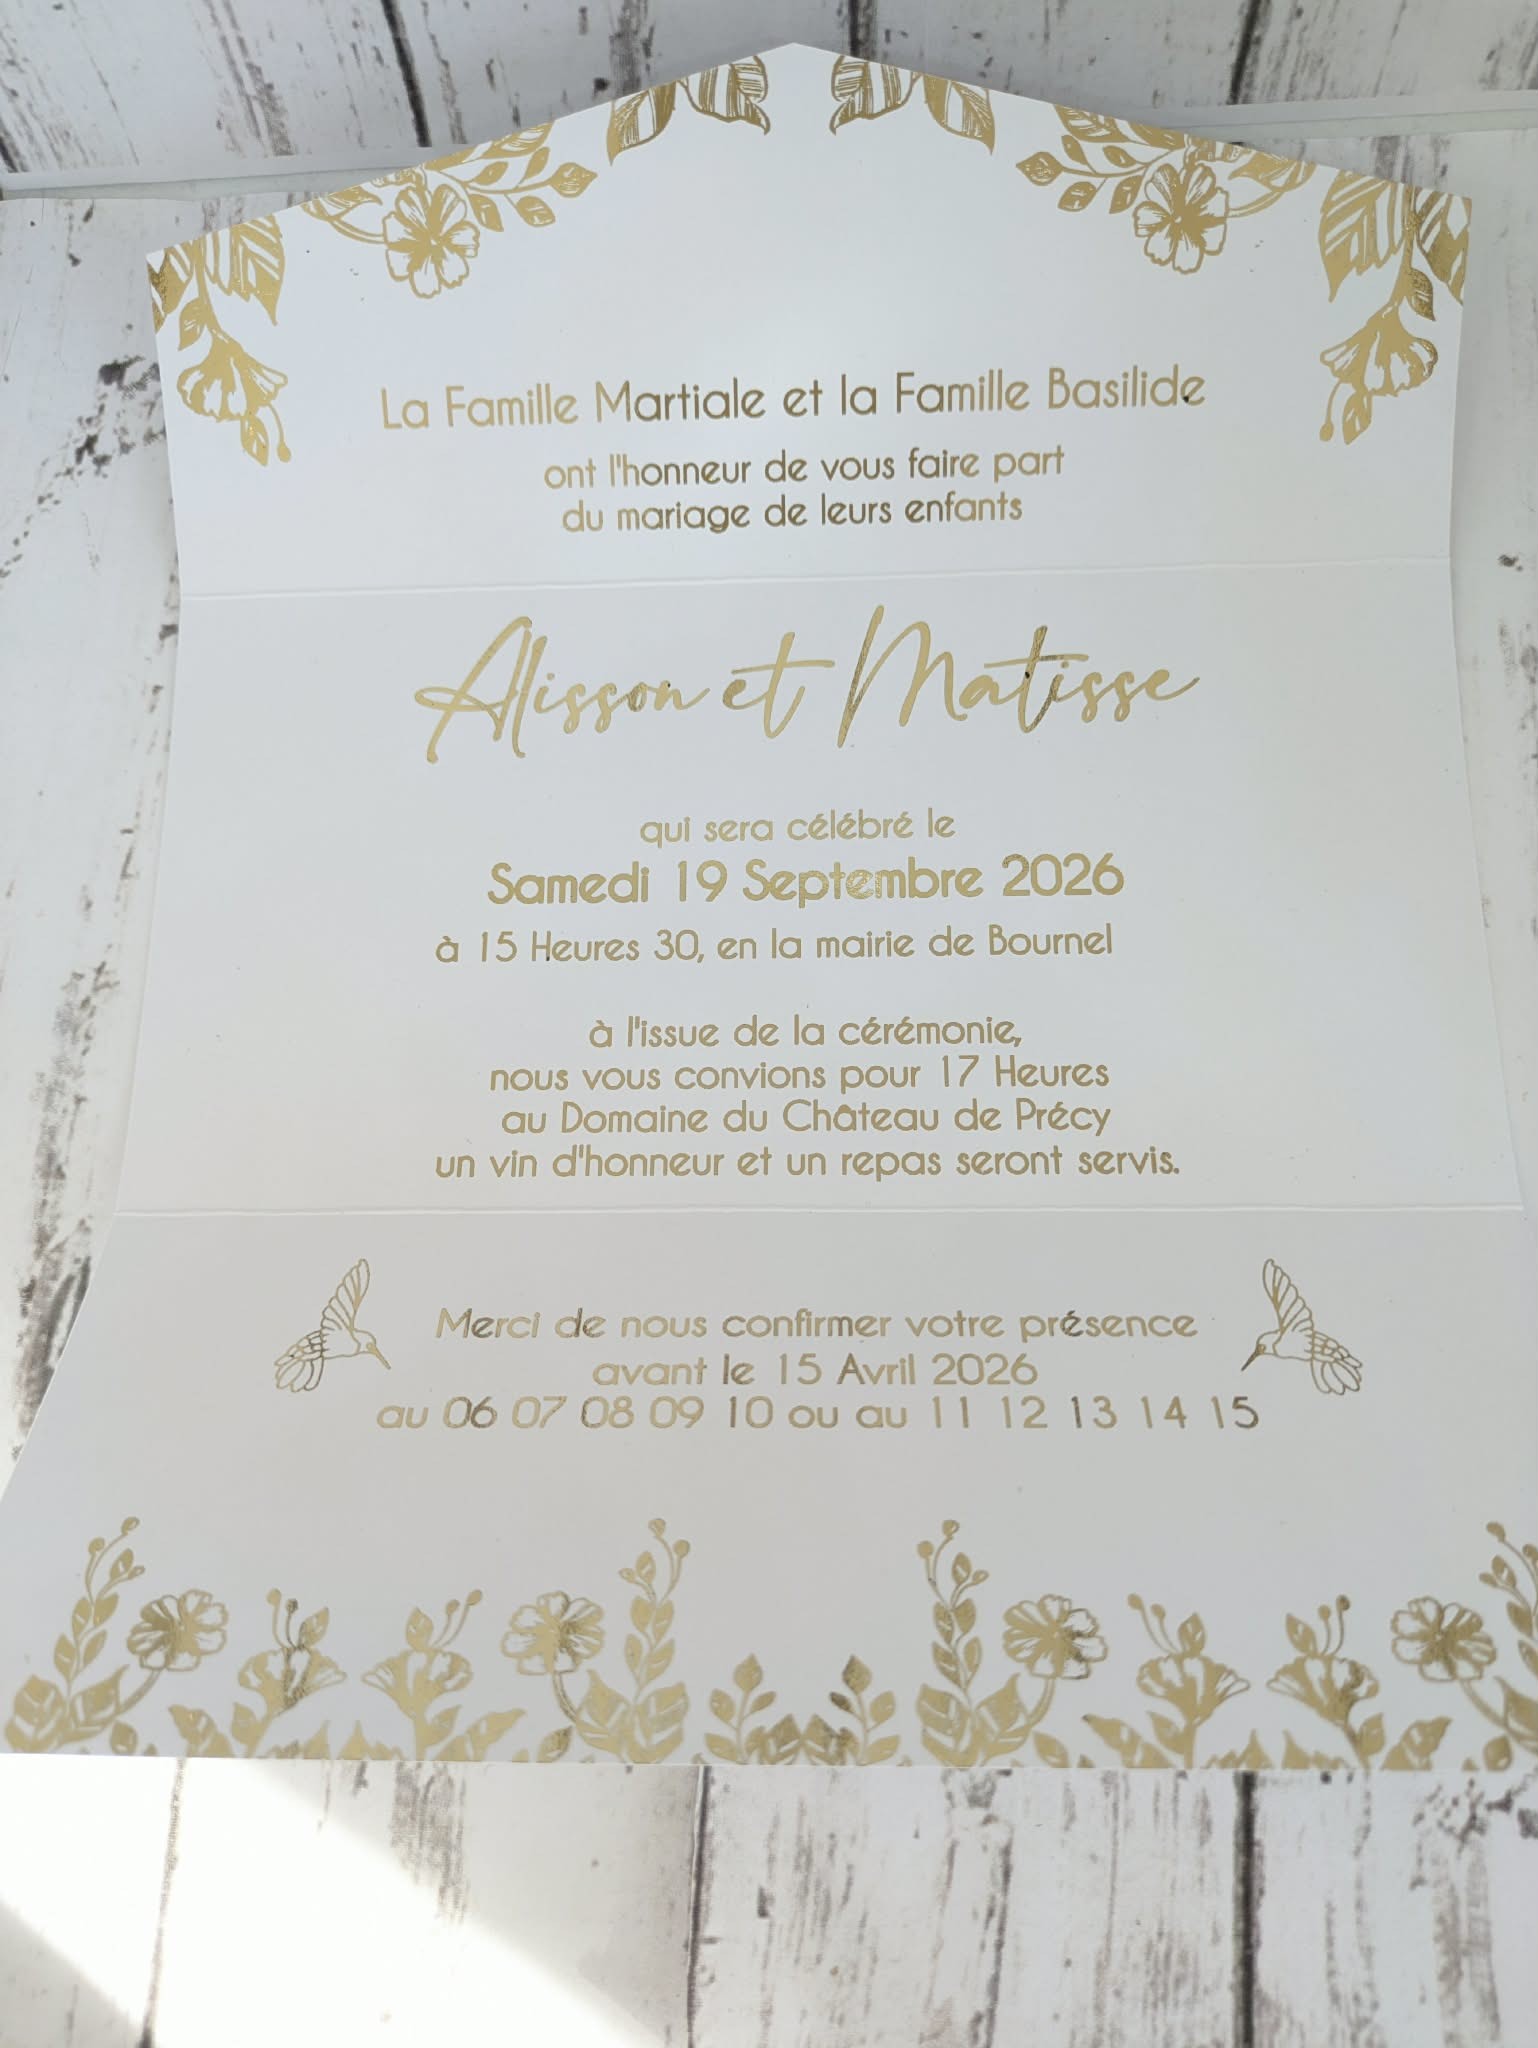 La Famille Martiale et la Famille Basilide
ont l'honneur de vous faire part
du mariage de leurs enfants
Alisson et Matisse
qui sera célébré le
Samedi 19 Septembre 2026
à 15 Heures 30, en la mairie de Bournel
à l'issue de la cérémonie,
nous vous convions pour 17 Heures
au Domaine du Château de Précy
un vin d'honneur et un repas seront servis.
Merci de nous confirmer votre présence
avant le 15 Avril 2026
au 06 07 08 09 10 ou au 11 12 13 14 15